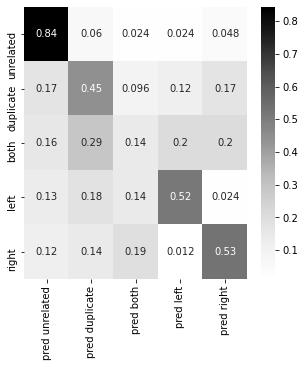 unrelated 0.84 0.06 0.024 0.024 0.048
duplicate 0.17 0.45 0.096 0.12 0.17
both 0.16 0.29 0.14 0.2 0.2
left 0.13 0.18 0.14 0.52 0.024
right 0.12 0.14 0.19 0.012 0.53
pred unrelated
pred duplicate
pred both
pred left
pred right
0.8
0.7
0.6
0.5
0.4
0.3
0.2
0.1